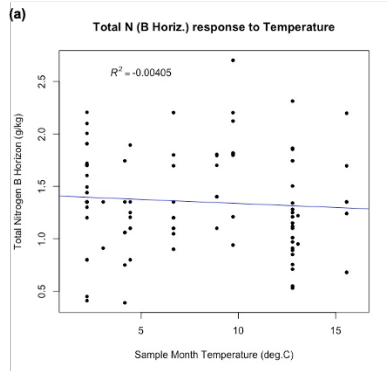 (a)
Total N (B Horiz.) response to Temperature
R² = -0.00405
Total Nitrogen B Horizon (g/kg)
2.5
2.0
1.5
1.0
0.5
5 10 15
Sample Month Temperature (deg.C)